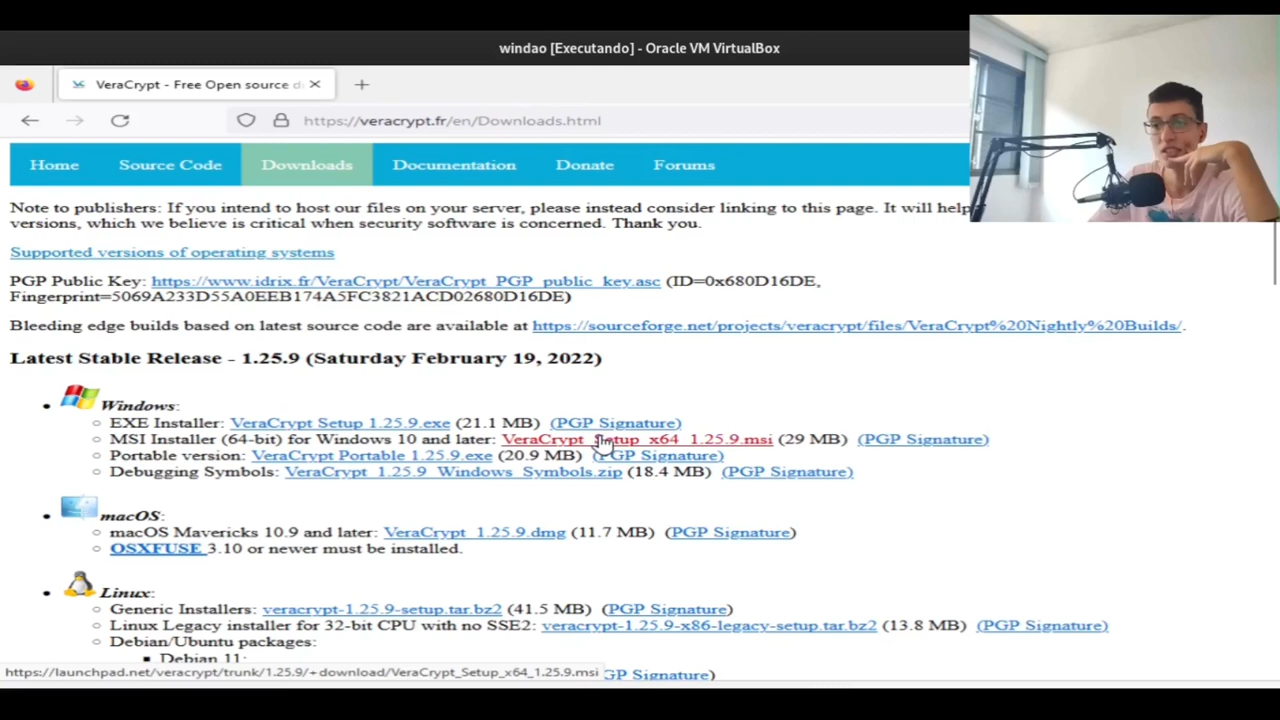 windao [Executando] - Oracle VM VirtualBox
VeraCrypt - Free Open source d
https://veracrypt.fr/en/Downloads.html
Home Source Code Downloads Documentation Donate Forums
Note to publishers: If you intend to host our files on your server, please instead consider linking to this page. It will help
versions, which we believe is critical when security software is concerned. Thank you.
Supported versions of operating systems
PGP Public Key: https://www.idrix.fr/VeraCrypt/VeraCrypt_PGP_public_key.asc (ID=0x680D16DE,
Fingerprint=5069A233D55A0EEB174A5FC3821ACD02680D16DE)
Bleeding edge builds based on latest source code are available at https://sourceforge.net/projects/veracrypt/files/VeraCrypt%20Nightly%20Builds/.
Latest Stable Release - 1.25.9 (Saturday February 19, 2022)
Windows:
EXE Installer: VeraCrypt Setup 1.25.9.exe (21.1 MB) (PGP Signature)
MSI Installer (64-bit) for Windows 10 and later: VeraCrypt_Setup_x64_1.25.9.msi (29 MB) (PGP Signature)
Portable version: VeraCrypt Portable 1.25.9.exe (20.9 MB) (PGP Signature)
Debugging Symbols: VeraCrypt_1.25.9_Windows_Symbols.zip (18.4 MB) (PGP Signature)
macOS:
macOS Mavericks 10.9 and later: VeraCrypt_1.25.9.dmg (11.7 MB) (PGP Signature)
OSXFUSE 3.10 or newer must be installed.
Linux:
Generic Installers: veracrypt-1.25.9-setup.tar.bz2 (41.5 MB) (PGP Signature)
Linux Legacy installer for 32-bit CPU with no SSE2: veracrypt-1.25.9-x86-legacy-setup.tar.bz2 (13.8 MB) (PGP Signature)
Debian/Ubuntu packages:
Debian 11:
https://launchpad.net/veracrypt/trunk/1.25.9/+download/VeraCrypt_Setup_x64_1.25.9.msi GP Signature)